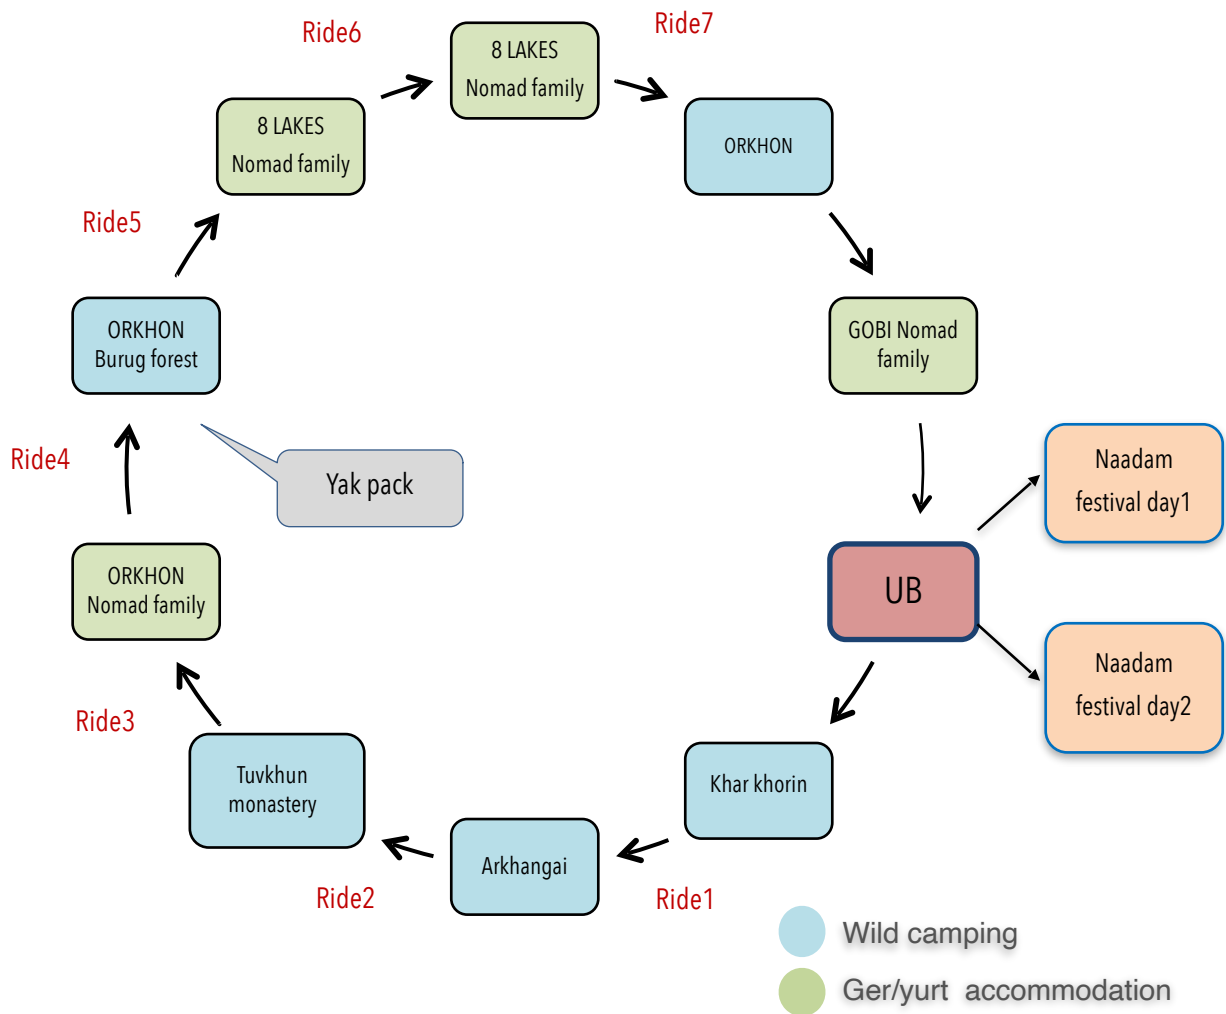 Ride6
Ride7
8 LAKES
Nomad family
8 LAKES
Nomad family
ORKHON
Ride5
ORKHON
Burug forest
GOBI Nomad
family
Ride4
Yak pack
Naadam
festival day1
ORKHON
Nomad family
UB
Naadam
festival day2
Ride3
Tuvkhun
monastery
Khar khorin
Arkhangai
Ride2
Ride1
Wild camping
Ger/yurt accommodation